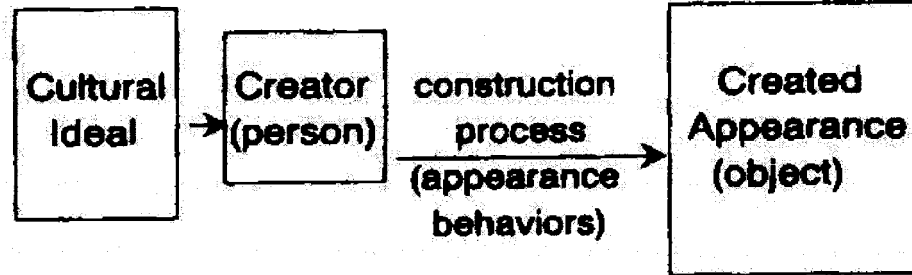 Cultural
Ideal
Creator
(person)
construction
process
(appearance
behaviors)
Created
Appearance
(object)